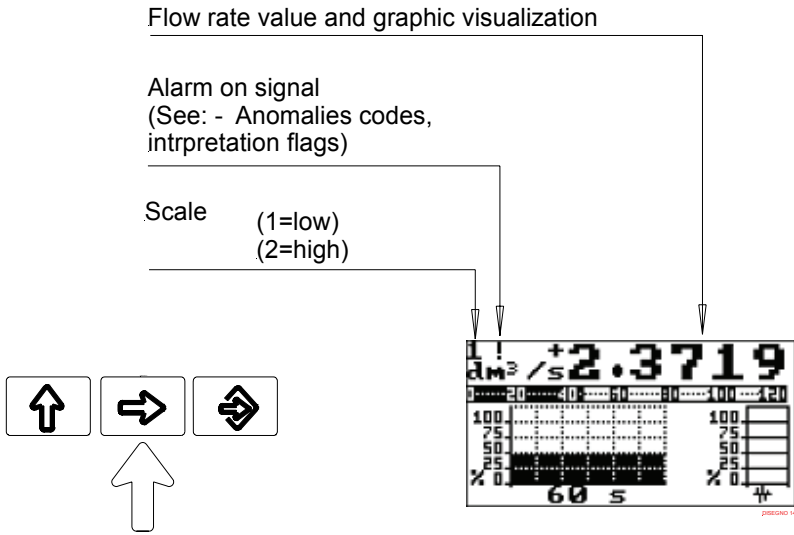 Flow rate value and graphic visualization
Alarm on signal
(See: - Anomalies codes,
intrpretation flags)
Scale (1=low)
(2=high)
1 ! +2.3719
dm³/s
0 20 40 60 80 100 120
100 100
75 75
50 50
25 25
% 0 % 0
60 s
DISEGNO 14